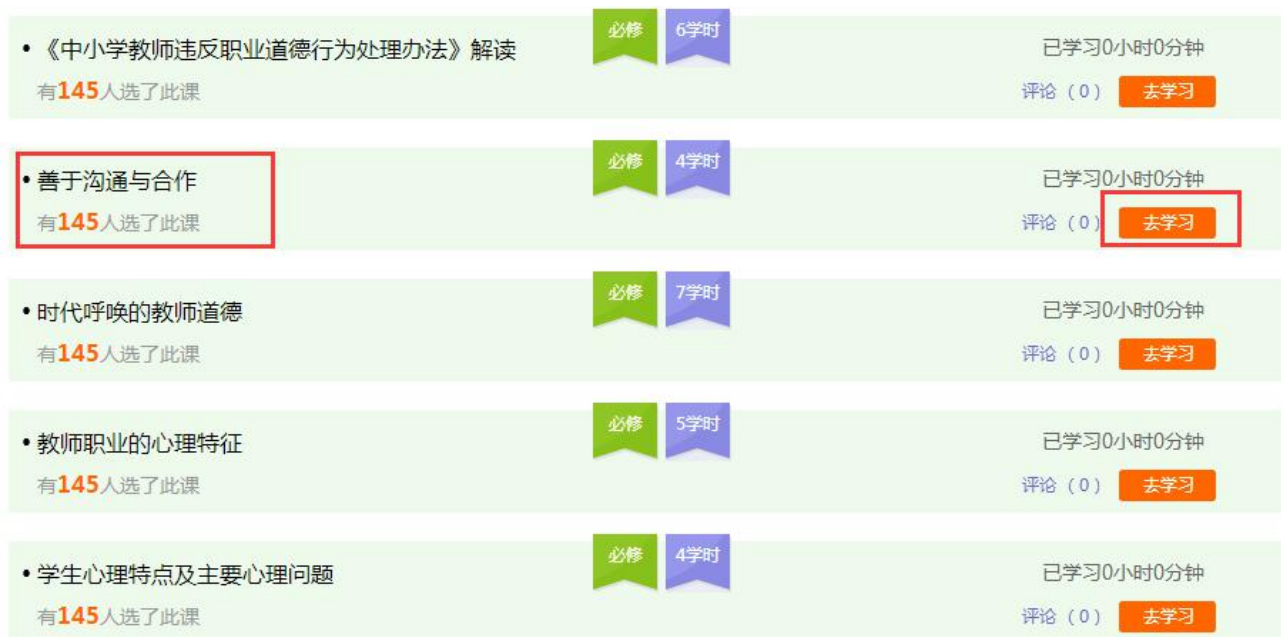 必修 6学时
• 《中小学教师违反职业道德行为处理办法》解读 已学习0小时0分钟
有145人选了此课 评论（0） 去学习
必修 4学时
• 善于沟通与合作 已学习0小时0分钟
有145人选了此课 评论（0） 去学习
必修 7学时
• 时代呼唤的教师道德 已学习0小时0分钟
有145人选了此课 评论（0） 去学习
必修 5学时
• 教师职业的心理特征 已学习0小时0分钟
有145人选了此课 评论（0） 去学习
必修 4学时
• 学生心理特点及主要心理问题 已学习0小时0分钟
有145人选了此课 评论（0） 去学习